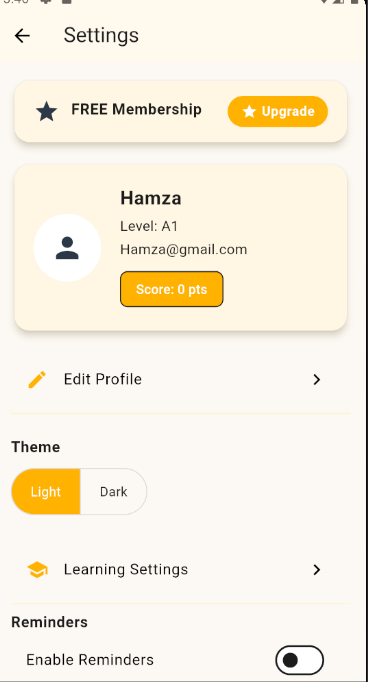 Settings
FREE Membership
Upgrade
Hamza
Level: A1
Hamza@gmail.com
Score: 0 pts
Edit Profile
Theme
Light
Dark
Learning Settings
Reminders
Enable Reminders